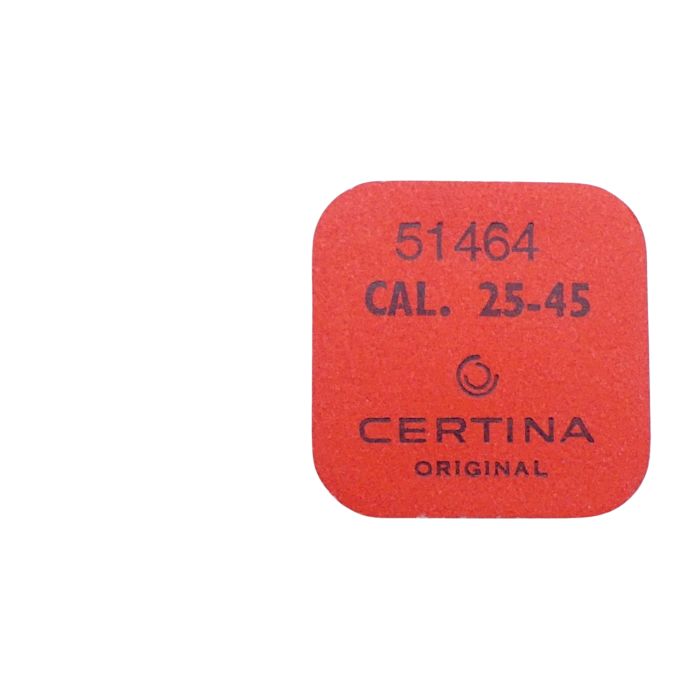 51464
CAL. 25-45
CERTINA
ORIGINAL